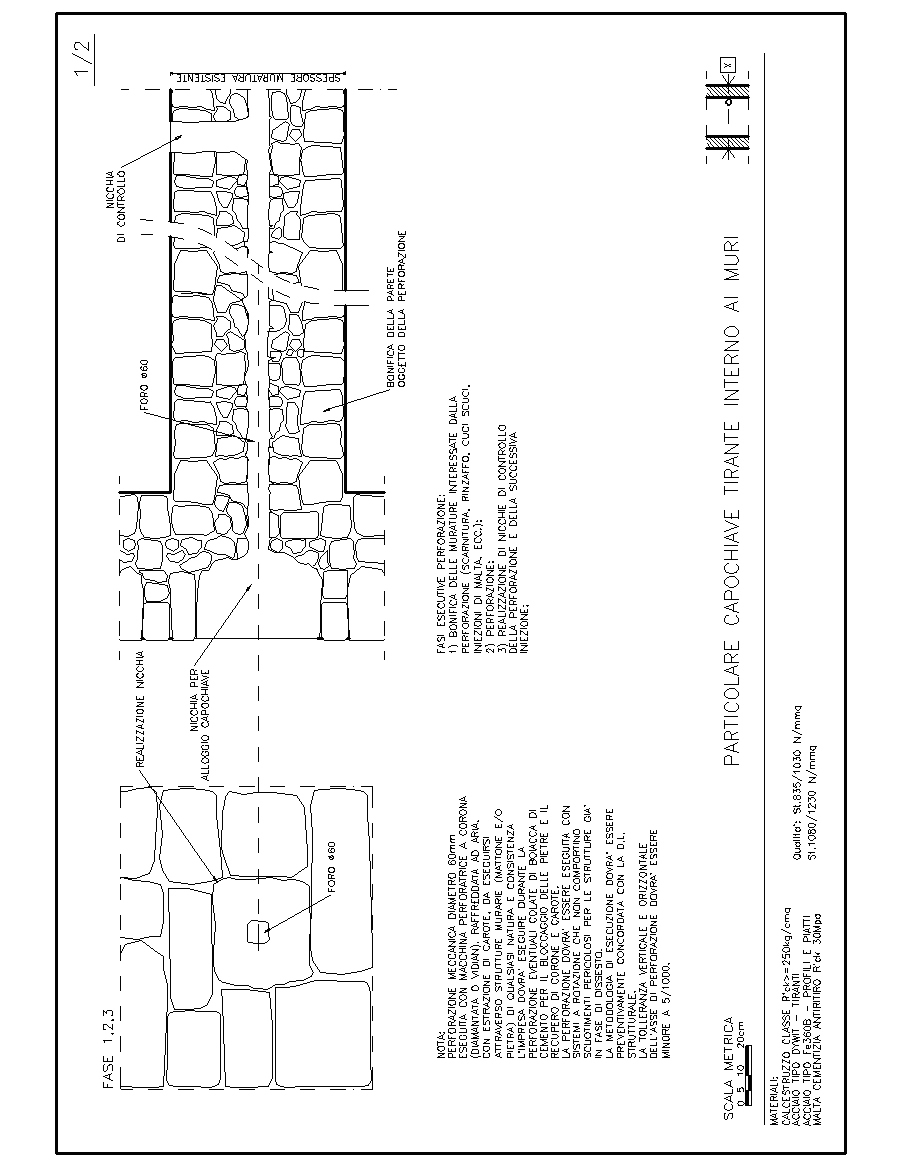 1/2
FASE 1,2,3
REALIZZAZIONE NICCHIA
FORO ø60
NICCHIA PER
ALLOGGIO CAPOCHIAVE
FORO ø60
NICCHIA
DI CONTROLLO
SPESSORE MURATURA ESISTENTE
BONIFICA DELLA PARETE
OGGETTO DELLA PERFORAZIONE
NOTA:
PERFORAZIONE MECCANICA DIAMETRO 60mm
ESEGUITA CON MACCHINA PERFORATRICE A CORONA
(DIAMANTATA O VIDIAN), RAFFREDDATA AD ARIA,
CON ESTRAZIONE DI CAROTE, DA ESEGUIRSI
ATTRAVERSO STRUTTURE MURARIE (MATTONE E/O
PIETRA) DI QUALSIASI NATURA E CONSISTENZA
L'IMPRESA DOVRA' ESEGUIRE DURANTE LA
PERFORAZIONE EVENTUALI COLATE DI BOIACCA DI
CEMENTO PER IL BLOCCAGGIO DELLE PIETRE E IL
RECUPERO DI CORONE E CAROTE.
LA PERFORAZIONE DOVRA' ESSERE ESEGUITA CON
SISTEMI A ROTAZIONE CHE NON COMPORTINO
SCUOTIMENTI PERICOLOSI PER LE STRUTTURE GIA'
IN FASE DI DISSESTO.
LA METODOLOGIA DI ESECUZIONE DOVRA' ESSERE
PREVENTIVAMENTE CONCORDATA CON LA D.L.
STRUTTURALE.
LA TOLLERANZA VERTICALE E ORIZZONTALE
DELL'ASSE DI PERFORAZIONE DOVRA' ESSERE
MINORE A 5/1000.
FASI ESECUTIVE PERFORAZIONE:
1) BONIFICA DELLE MURATURE INTERESSATE DALLA
PERFORAZIONE (SCARNITURA, RINZAFFO, CUCI SCUCI,
INIEZIONI DI MALTA, ECC.);
2) PERFORAZIONE;
3) REALIZZAZIONE DI NICCHIE DI CONTROLLO
DELLA PERFORAZIONE E DELLA SUCCESSIVA
INIEZIONE;
SCALA METRICA
0 5 10 20cm
PARTICOLARE CAPOCHIAVE TIRANTE INTERNO AI MURI
X
MATERIALI:
CALCESTRUZZO CLASSE R'ck>= 250kg/cmq
ACCIAIO TIPO DYWIT - TIRANTI Qualita': St.835/1030 N/mmq
St.1080/1230 N/mmq
ACCIAIO TIPO Fe360B - PROFILI E PIATTI
MALTA CEMENTIZIA ANTIRITIRO R'ck 30Mpa